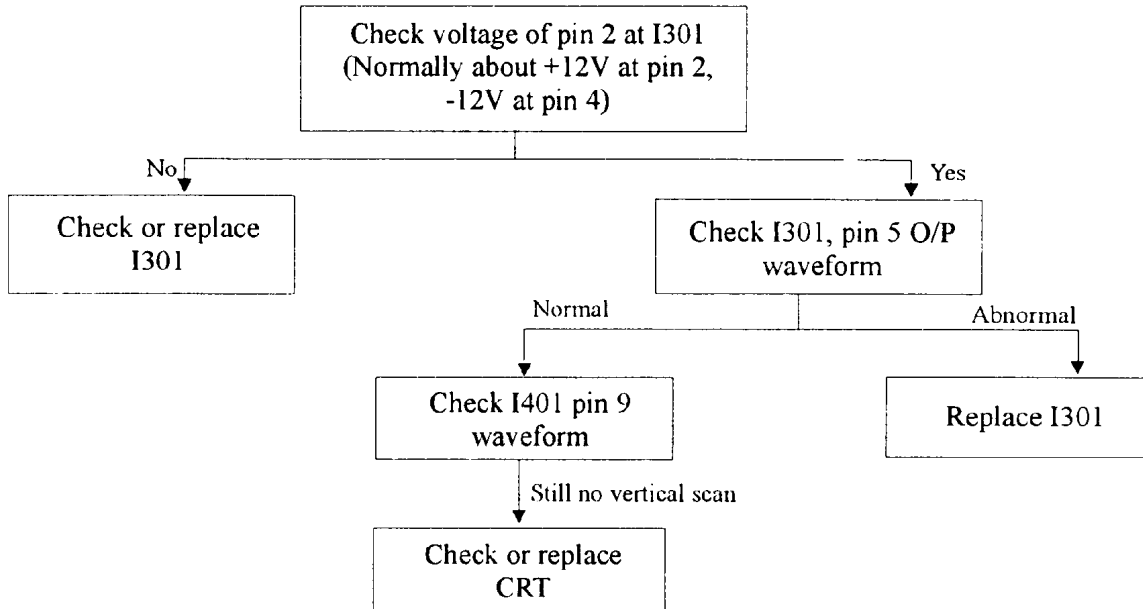 Check voltage of pin 2 at I301
(Normally about +12V at pin 2,
-12V at pin 4)
No
Yes
Check or replace
I301
Check I301, pin 5 O/P
waveform
Normal
Abnormal
Check I401 pin 9
waveform
Replace I301
Still no vertical scan
Check or replace
CRT